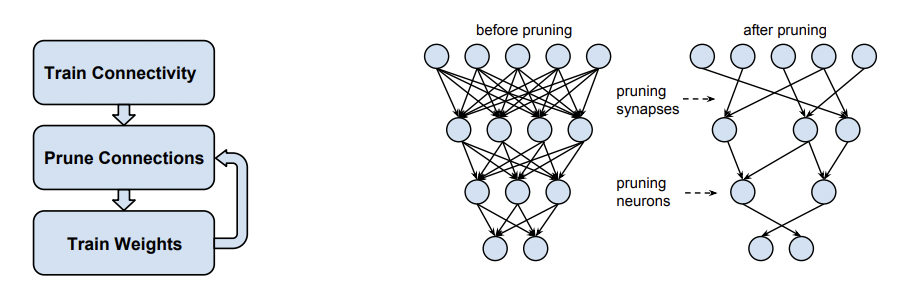 Train Connectivity
Prune Connections
Train Weights
before pruning
after pruning
pruning
synapses
pruning
neurons